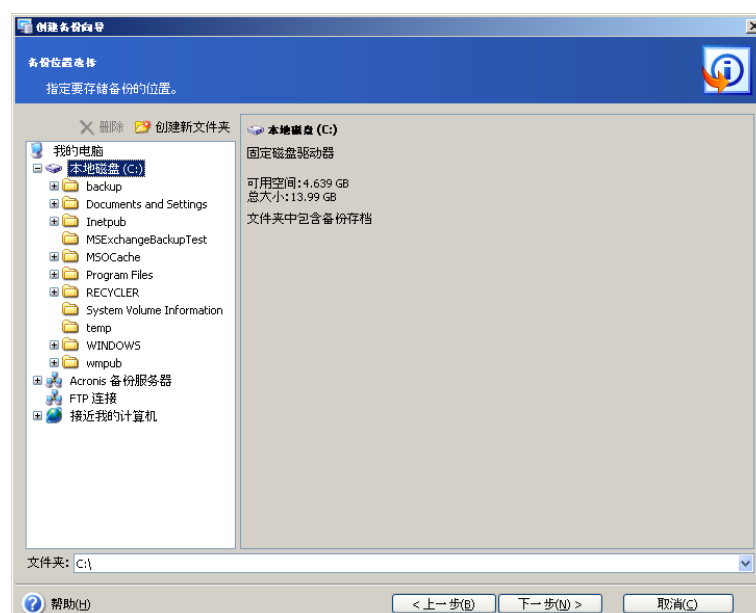 创建备份向导
备份位置选择
指定要存储备份的位置。
删除 创建新文件夹
我的电脑
本地磁盘 (C:)
backup
Documents and Settings
Inetpub
MSExchangeBackupTest
MSOCache
Program Files
RECYCLER
System Volume Information
temp
WINDOWS
wmpub
Acronis 备份服务器
FTP 连接
接近我的计算机
本地磁盘 (C:)
固定磁盘驱动器
可用空间:4.639 GB
总大小:13.99 GB
文件夹中包含备份存档
文件夹: C:\
帮助(H) <上一步(B) 下一步(N) > 取消(C)